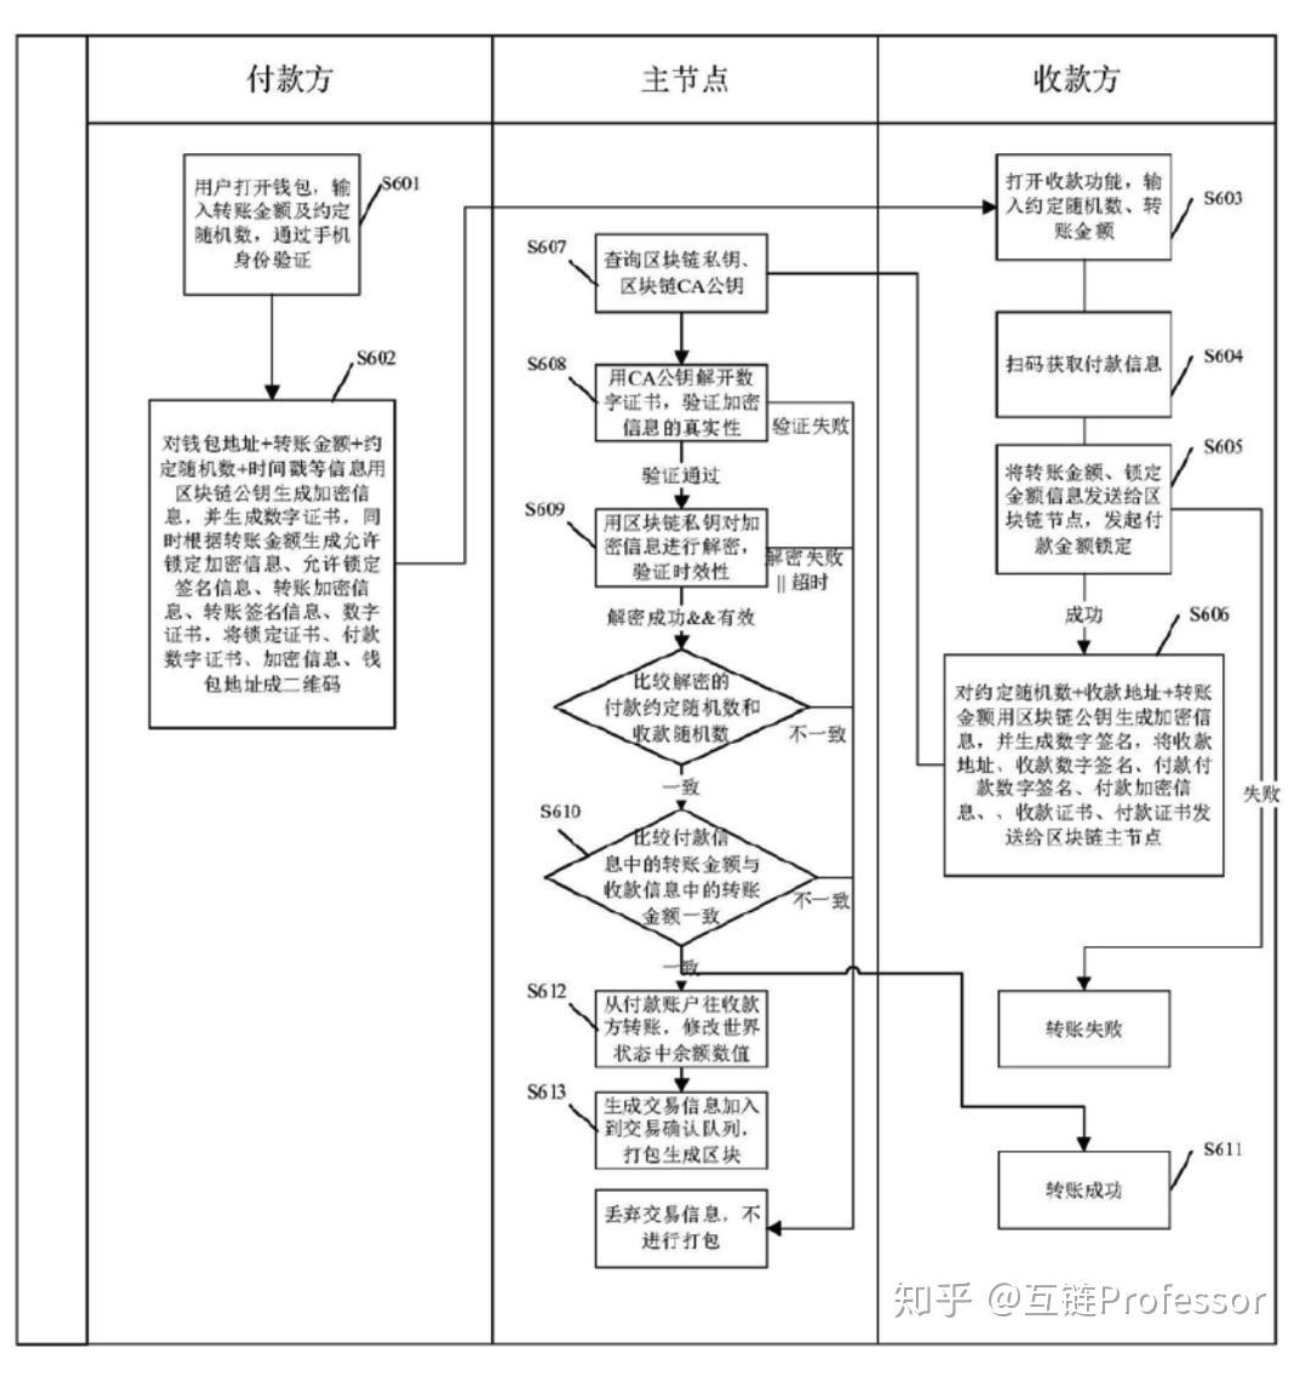 付款方
主节点
收款方
用户打开钱包，输
入转账金额及约定
随机数，通过手机
身份验证
S601
S602
对钱包地址+转账金额+约
定随机数+时间戳等信息用
区块链公钥生成加密信
息，并生成数字证书，同
时根据转账金额生成允许
锁定加密信息、允许锁定
签名信息、转账加密信
息、转账签名信息、数字
证书，将锁定证书、付款
数字证书、加密信息、钱
包地址成二维码
S607
查询区块链私钥、
区块链CA公钥
S608
用CA公钥解开数
字证书，验证加密
信息的真实性
验证失败
验证通过
S609
用区块链私钥对加
密信息进行解密，
验证时效性
解密失败
||超时
解密成功&&有效
比较解密的
付款约定随机数和
收款随机数
不一致
一致
S610
比较付款信
息中的转账金额与
收款信息中的转账
金额一致
不一致
一致
S612
从付款账户往收款
方转账，修改世界
状态中余额数值
S613
生成交易信息加入
到交易确认队列，
打包生成区块
丢弃交易信息，不
进行打包
打开收款功能，输
入约定随机数、转
账金额
S603
扫码获取付款信息
S604
S605
将转账金额、锁定
金额信息发送给区
块链节点，发起付
款金额锁定
成功
S606
对约定随机数+收款地址+转账
金额用区块链公钥生成加密信
息，并生成数字签名，将收款
地址、收款数字签名、付款付
款数字签名、付款加密信
息、、收款证书、付款证书发
送给区块链主节点
失败
转账失败
S611
转账成功
知乎 @互链Professor